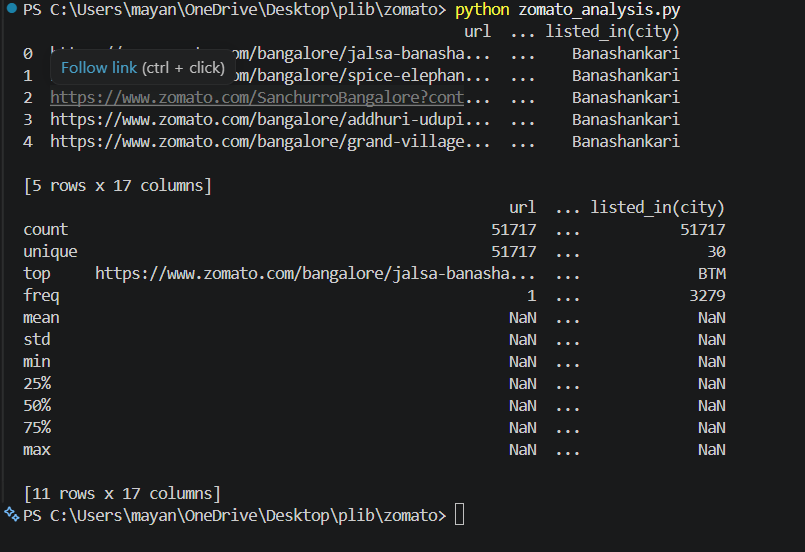 PS C:\Users\mayan\OneDrive\Desktop\plib\zomato> python zomato_analysis.py
url ... listed_in(city)
0 .com/bangalore/jalsa-banasha... ... Banashankari
Follow link (ctrl + click)
1 .com/bangalore/spice-elephan... ... Banashankari
2 https://www.zomato.com/SanchurroBangalore?cont... ... Banashankari
3 https://www.zomato.com/bangalore/addhuri-udupi... ... Banashankari
4 https://www.zomato.com/bangalore/grand-village... ... Banashankari
[5 rows x 17 columns]
url ... listed_in(city)
count 51717 ... 51717
unique 51717 ... 30
top https://www.zomato.com/bangalore/jalsa-banasha... ... BTM
freq 1 ... 3279
mean NaN ... NaN
std NaN ... NaN
min NaN ... NaN
25% NaN ... NaN
50% NaN ... NaN
75% NaN ... NaN
max NaN ... NaN
[11 rows x 17 columns]
PS C:\Users\mayan\OneDrive\Desktop\plib\zomato>